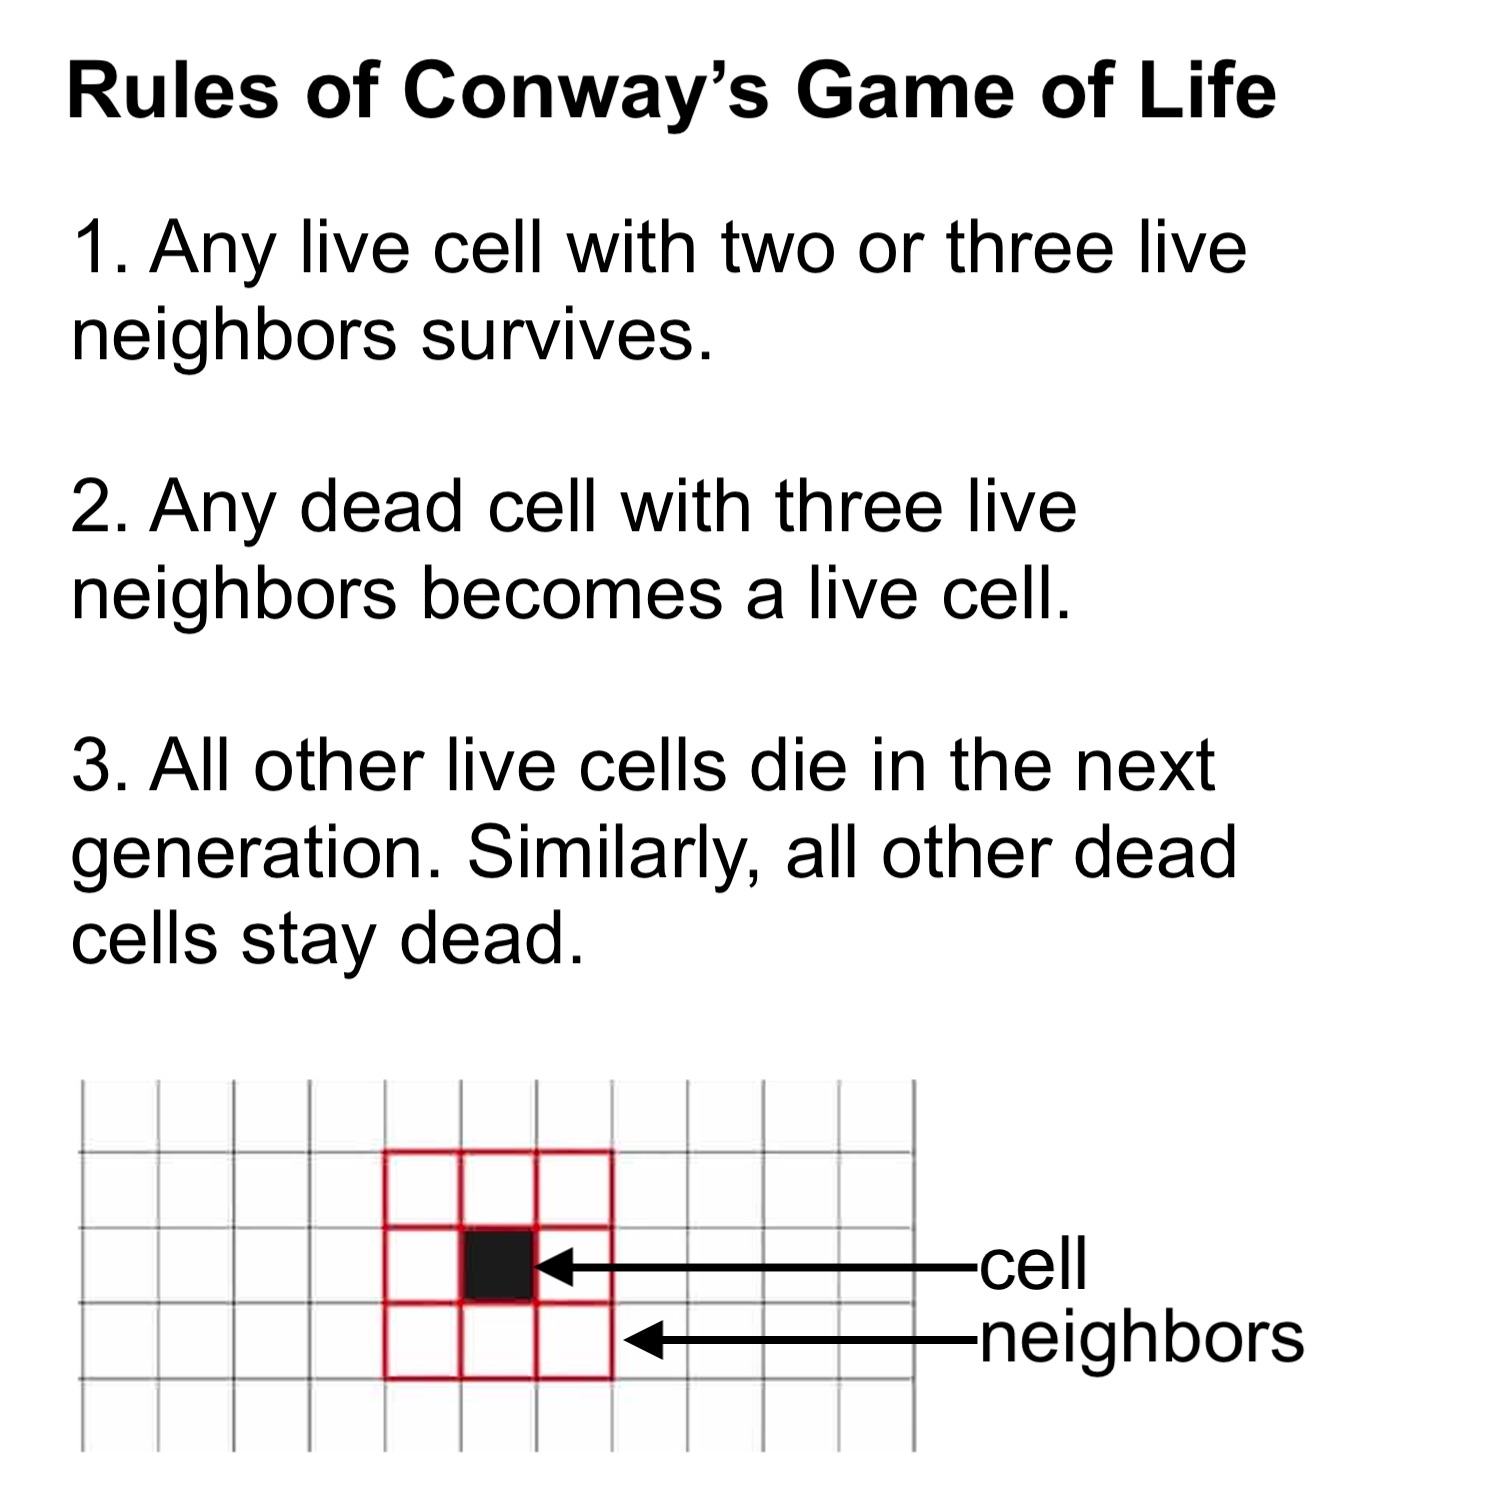 Rules of Conway’s Game of Life
1. Any live cell with two or three live
neighbors survives.
2. Any dead cell with three live
neighbors becomes a live cell.
3. All other live cells die in the next
generation. Similarly, all other dead
cells stay dead.
cell
neighbors